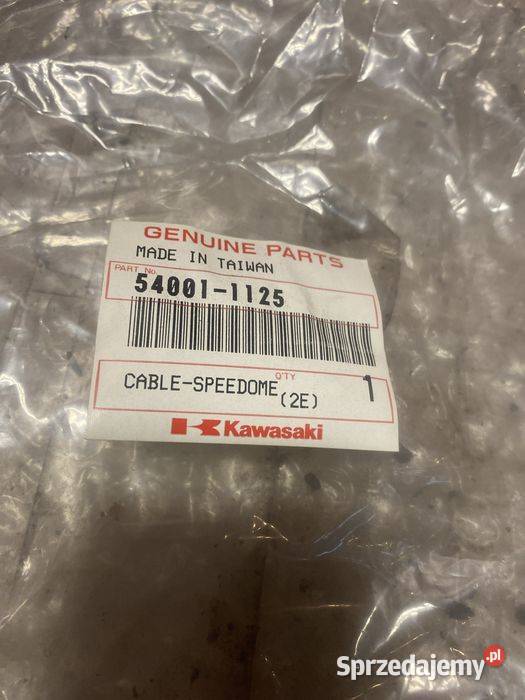 GENUINE PARTS
MADE IN TAIWAN
PART No.
54001-1125
Q'TY
CABLE-SPEEDOME (2E) 1
Kawasaki
Sprzedajemy.pl